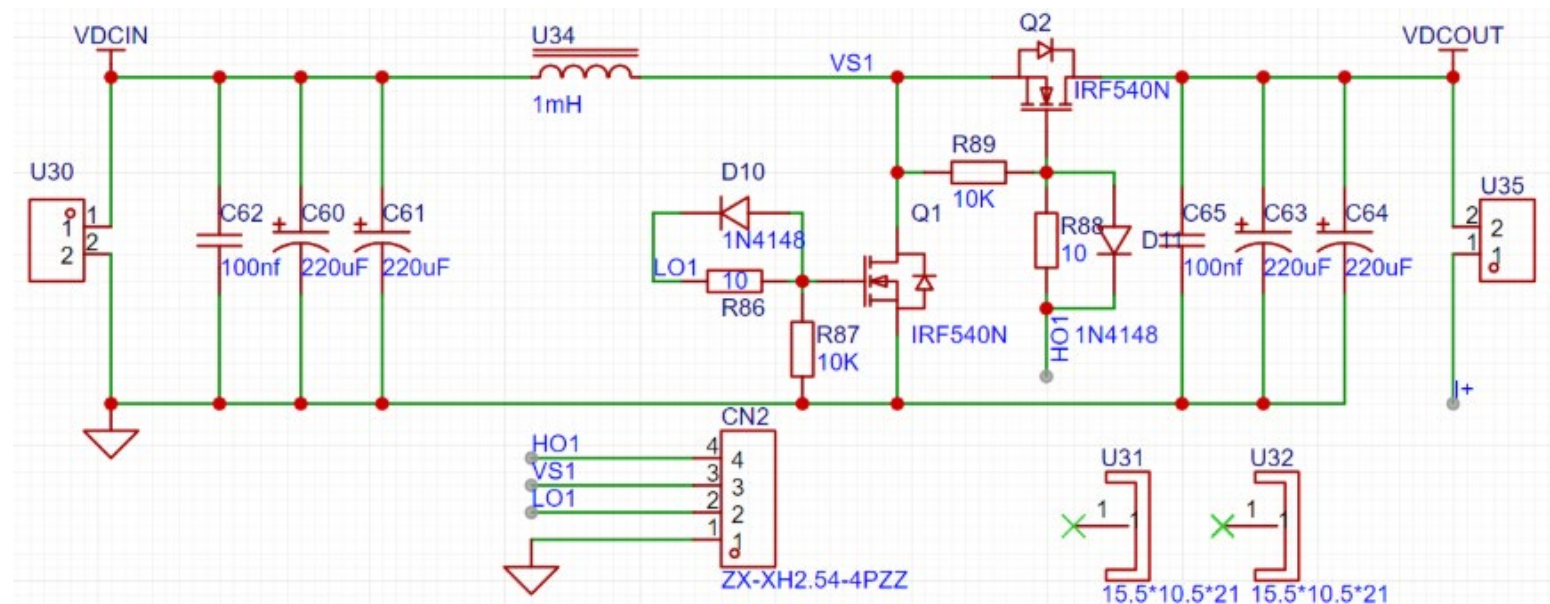 VDCIN
U34
1mH
VS1
Q2
IRF540N
VDCOUT
U30
1
1
2
2
C62
100nf
+
C60
220uF
+
C61
220uF
D10
1N4148
LO1
10
R86
R87
10K
R89
10K
Q1
IRF540N
R88
10
D11
1N4148
HO1
C65
100nf
+
C63
220uF
+
C64
220uF
U35
2
2
1
1
I+
CN2
HO1
4
4
VS1
3
3
LO1
2
2
1
1
ZX-XH2.54-4PZZ
U31
1
1
15.5*10.5*21
U32
1
1
15.5*10.5*21